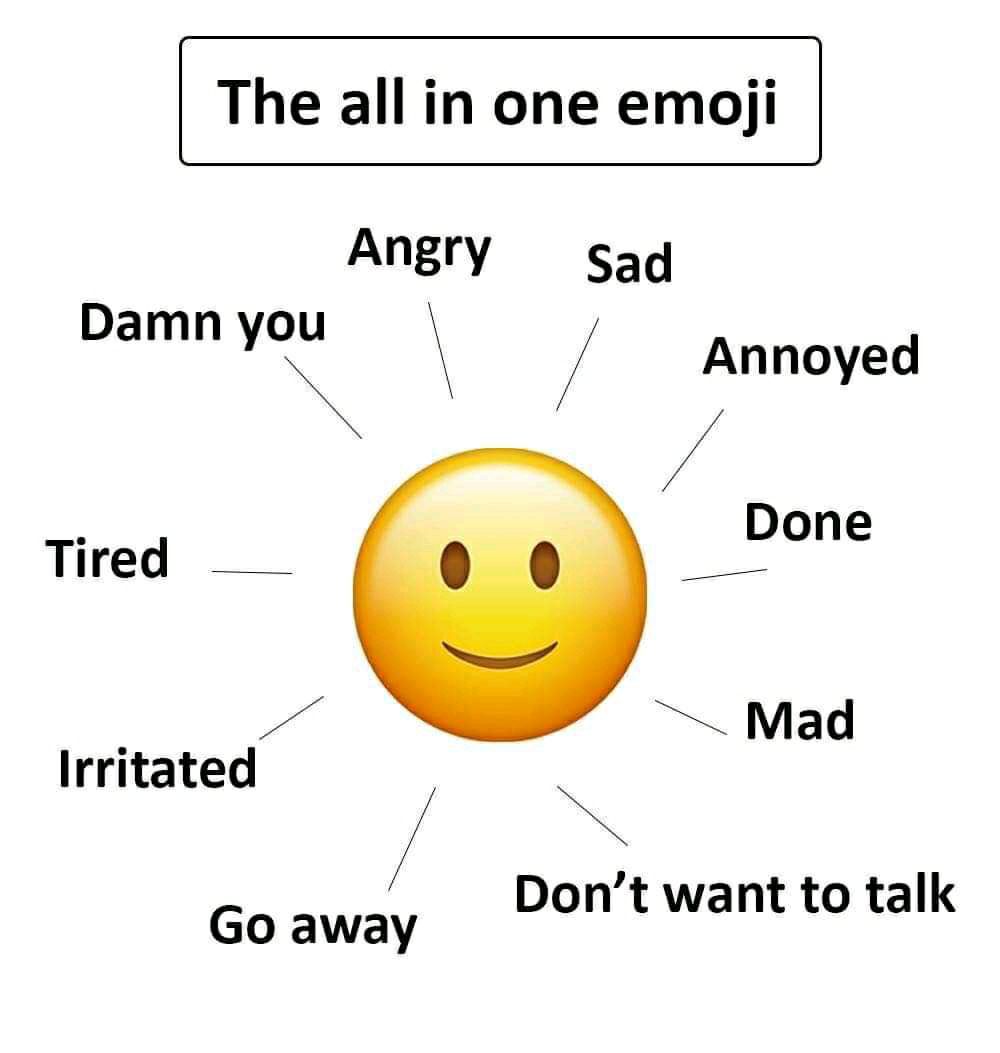 The all in one emoji
Angry
Sad
Damn you
Annoyed
Done
Tired
Mad
Irritated
Don’t want to talk
Go away